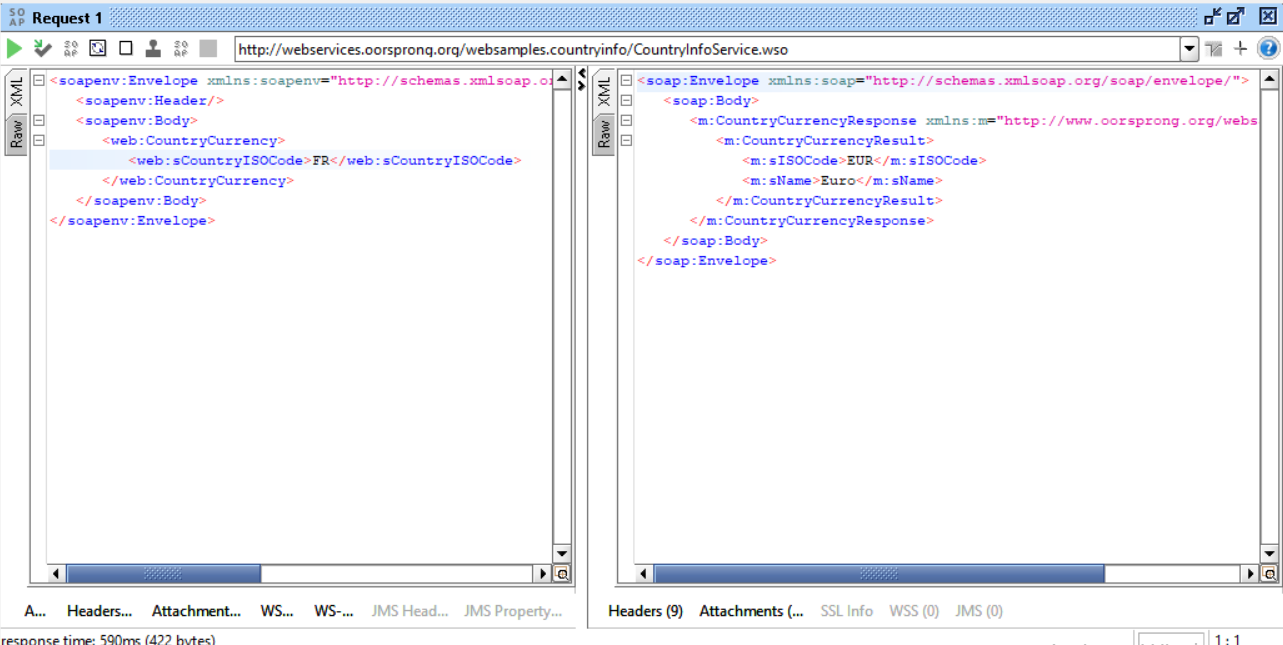 SO
AP Request 1
SO
AP
SO
AP
http://webservices.oorsprong.org/websamples.countryinfo/CountryInfoService.wso
?
XML
Raw
<soapenv:Envelope xmlns:soapenv="http://schemas.xmlsoap.o
<soapenv:Header/>
<soapenv:Body>
<web:CountryCurrency>
<web:sCountryISOCode>FR</web:sCountryISOCode>
</web:CountryCurrency>
</soapenv:Body>
</soapenv:Envelope>
XML
Raw
<soap:Envelope xmlns:soap="http://schemas.xmlsoap.org/soap/envelope/">
<soap:Body>
<m:CountryCurrencyResponse xmlns:m="http://www.oorsprong.org/webs
<m:CountryCurrencyResult>
<m:sISOCode>EUR</m:sISOCode>
<m:sName>Euro</m:sName>
</m:CountryCurrencyResult>
</m:CountryCurrencyResponse>
</soap:Body>
</soap:Envelope>
A... Headers... Attachment... WS... WS-... JMS Head... JMS Property...
Headers (9) Attachments (... SSL Info WSS (0) JMS (0)
response time: 590ms (422 bytes)
1:1